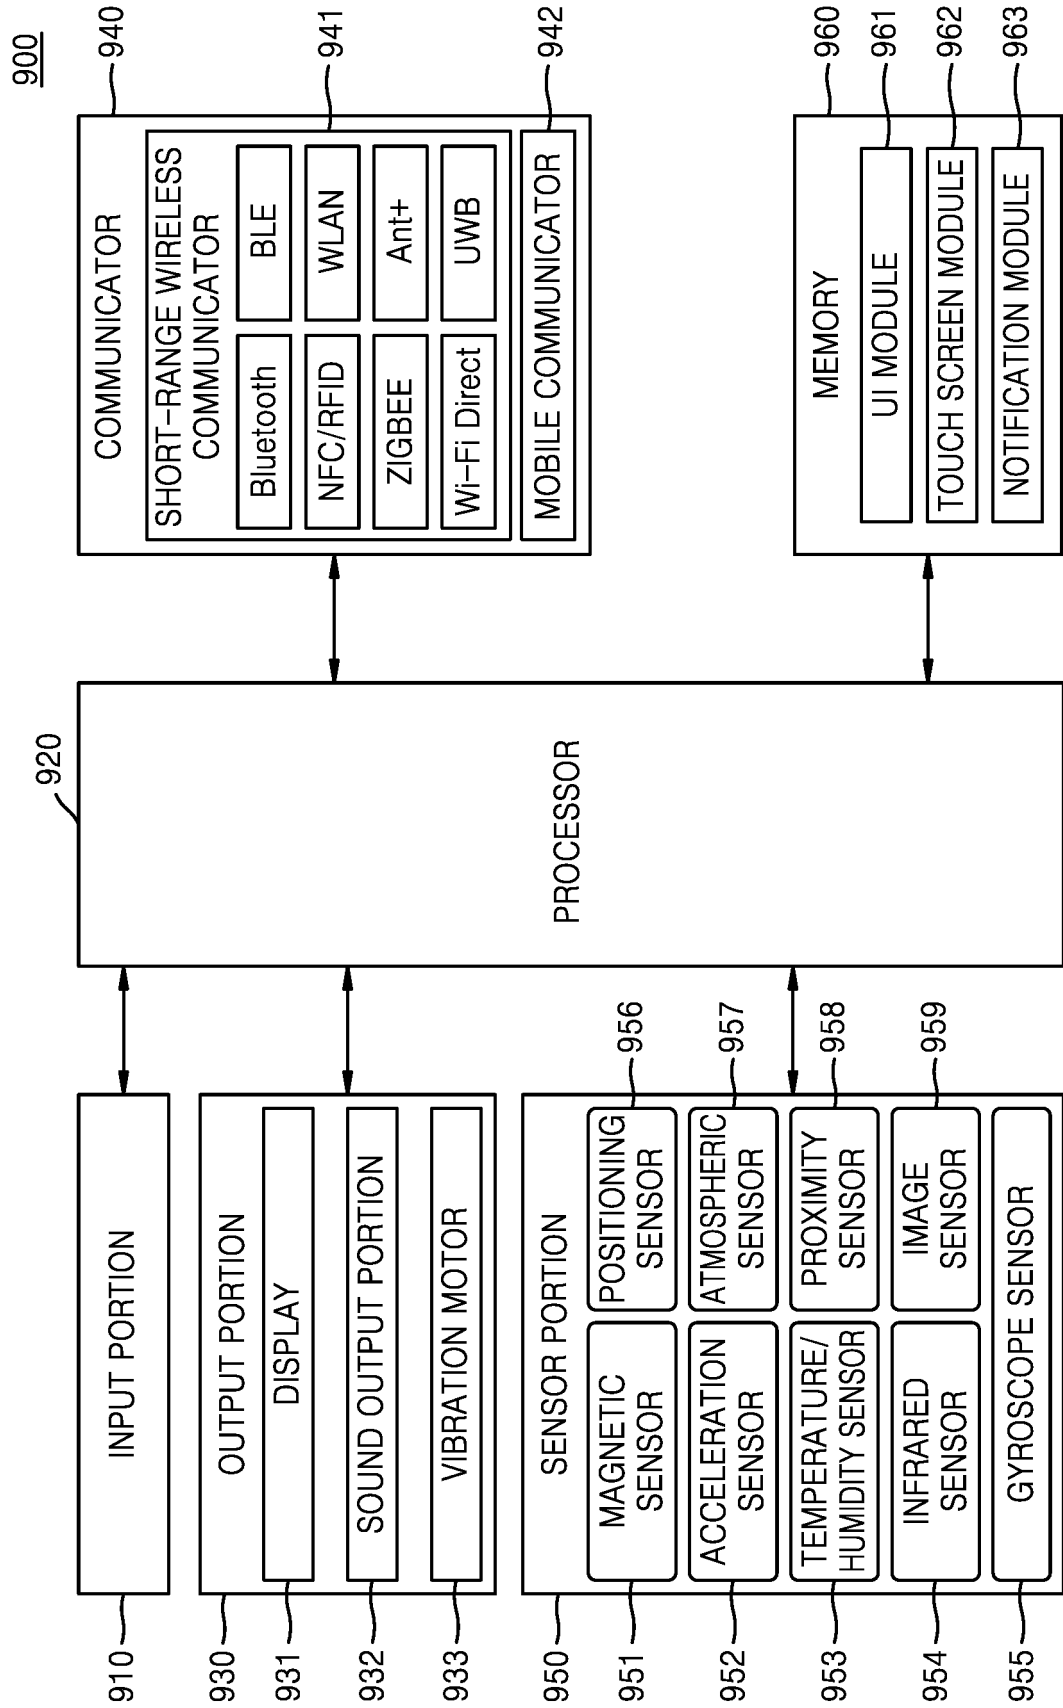 900
INPUT PORTION
910
OUTPUT PORTION
930
DISPLAY
931
SOUND OUTPUT PORTION
932
VIBRATION MOTOR
933
SENSOR PORTION
950
MAGNETIC
SENSOR
951
POSITIONING
SENSOR
956
ACCELERATION
SENSOR
952
ATMOSPHERIC
SENSOR
957
TEMPERATURE/
HUMIDITY SENSOR
953
PROXIMITY
SENSOR
958
INFRARED
SENSOR
954
IMAGE
SENSOR
959
GYROSCOPE SENSOR
955
920
PROCESSOR
COMMUNICATOR
940
SHORT-RANGE WIRELESS
COMMUNICATOR
941
Bluetooth
BLE
NFC/RFID
WLAN
ZIGBEE
Ant+
Wi-Fi Direct
UWB
MOBILE COMMUNICATOR
942
MEMORY
960
UI MODULE
961
TOUCH SCREEN MODULE
962
NOTIFICATION MODULE
963